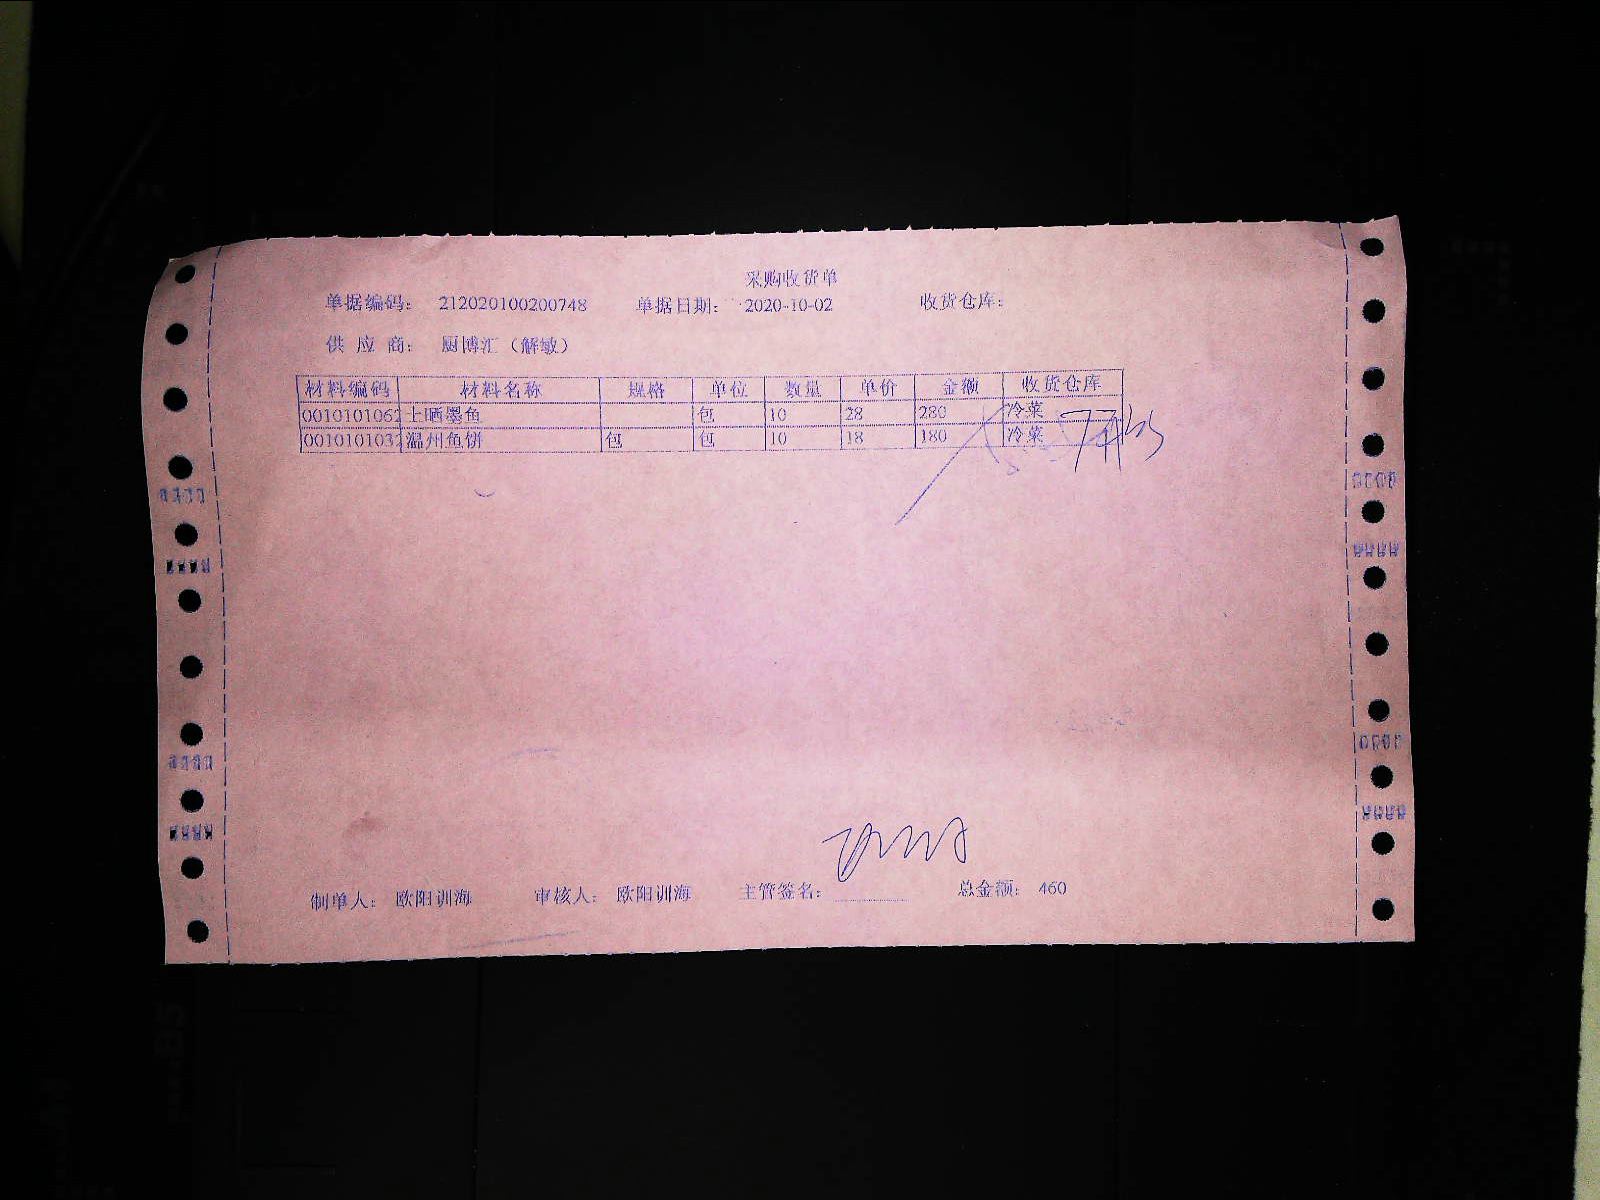 采购收货单
单据编码: 212020100200748 单据日期: 2020-10-02 收货仓库:
供 应 商: 厨博汇（解敏）
材料编码 材料名称 规格 单位 数量 单价 金额 收货仓库
0010101062 上晒墨鱼 包 10 28 280 冷菜
0010101032 温州鱼饼 包 包 10 18 180 冷菜
制单人: 欧阳训海 审核人: 欧阳训海 主管签名: 总金额: 460